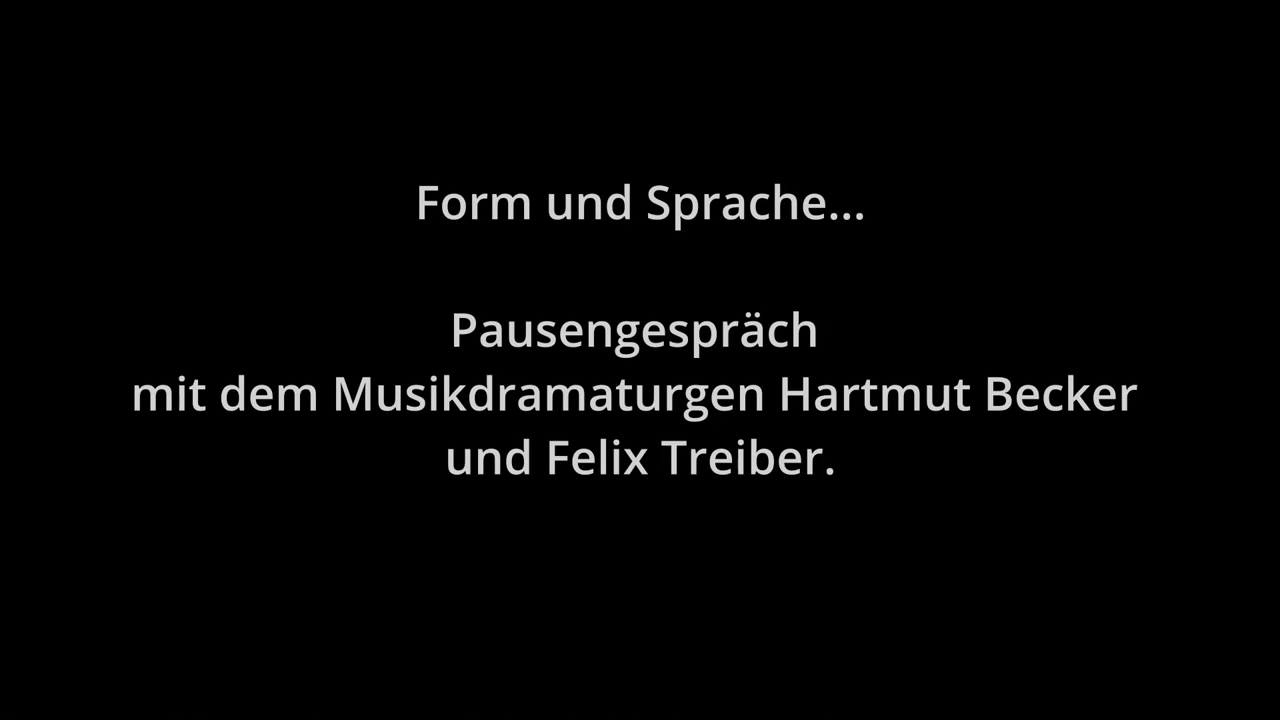 Form und Sprache...
Pausengespräch
mit dem Musikdramaturgen Hartmut Becker
und Felix Treiber.